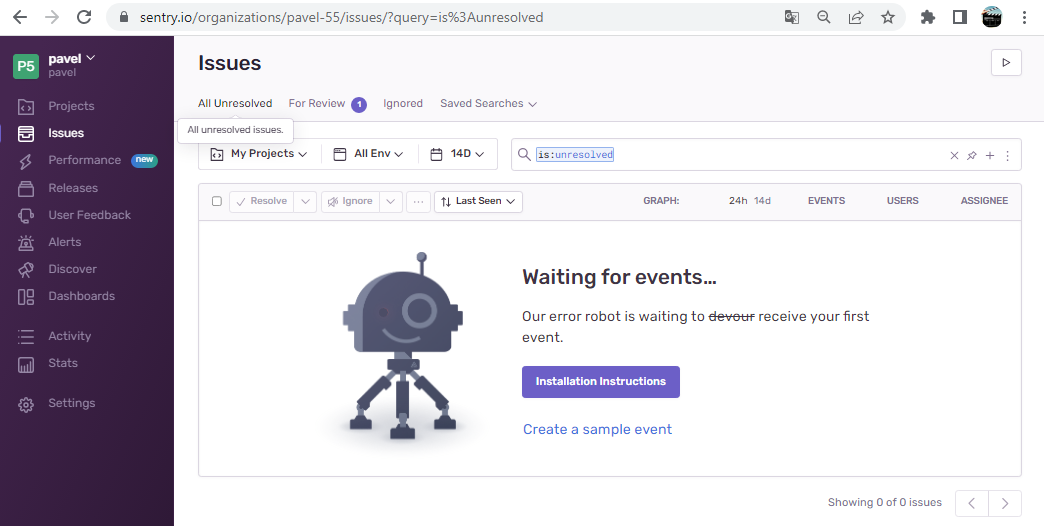 sentry.io/organizations/pavel-55/issues/?query=is%3Aunresolved
P5
pavel
pavel
Projects
Issues
Performance new
Releases
User Feedback
Alerts
Discover
Dashboards
Activity
Stats
Settings
Issues
All Unresolved For Review 1 Ignored Saved Searches
All unresolved issues.
My Projects All Env 14D is:unresolved
Resolve Ignore ... Last Seen GRAPH: 24h 14d EVENTS USERS ASSIGNEE
Waiting for events…
Our error robot is waiting to devour receive your first
event.
Installation Instructions
Create a sample event
Showing 0 of 0 issues